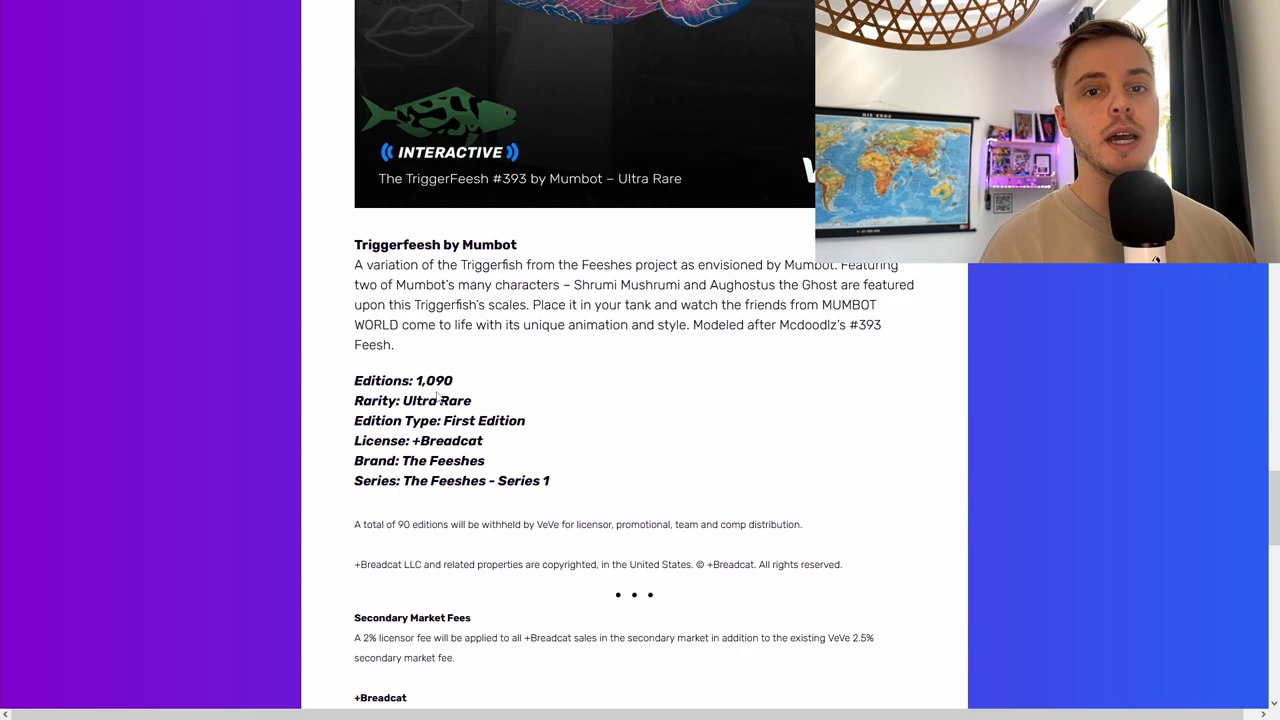 INTERACTIVE
The TriggerFeesh #393 by Mumbot – Ultra Rare
Triggerfeesh by Mumbot
A variation of the Triggerfish from the Feeshes project as envisioned by Mumbot. Featuring
two of Mumbot's many characters – Shrumi Mushrumi and Aughostus the Ghost are featured
upon this Triggerfish's scales. Place it in your tank and watch the friends from MUMBOT
WORLD come to life with its unique animation and style. Modeled after Mcdoodlz's #393
Feesh.
Editions: 1,090
Rarity: Ultra Rare
Edition Type: First Edition
License: +Breadcat
Brand: The Feeshes
Series: The Feeshes - Series 1
A total of 90 editions will be withheld by VeVe for licensor, promotional, team and comp distribution.
+Breadcat LLC and related properties are copyrighted, in the United States. © +Breadcat. All rights reserved.
• • •
Secondary Market Fees
A 2% licensor fee will be applied to all +Breadcat sales in the secondary market in addition to the existing VeVe 2.5%
secondary market fee.
+Breadcat